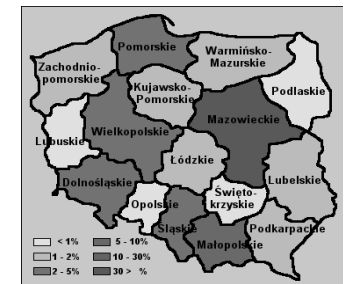 Pomorskie
Warmińsko-
Mazurskie
Zachodnio-
pomorskie
Kujawsko-
Pomorskie
Podlaskie
Mazowieckie
Wielkopolskie
Lubuskie
Łódzkie
Lubelskie
Dolnośląskie
Opolskie
Święto-
krzyskie
Śląskie
Małopolskie
Podkarpackie
< 1%
5 - 10%
1 - 2%
10 - 30%
2 - 5%
30 > %